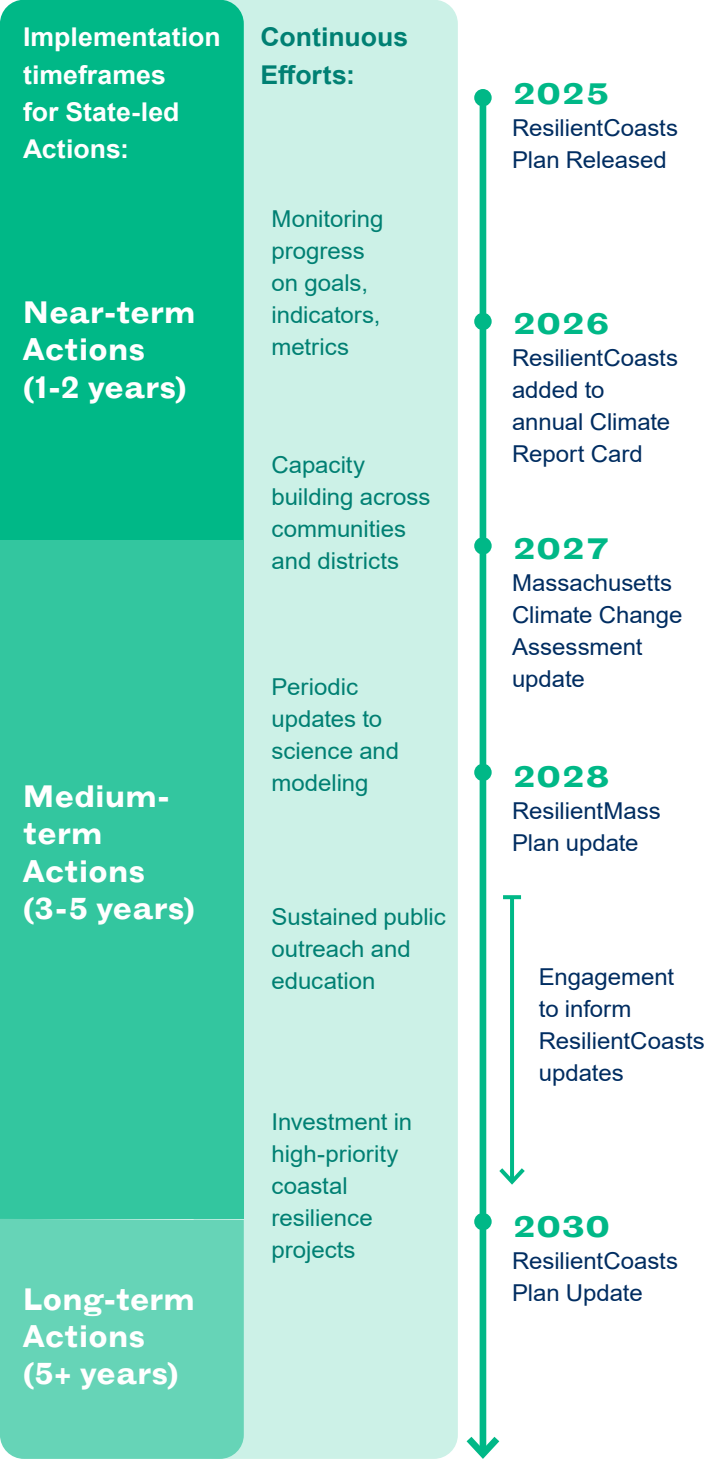 Implementation
timeframes
for State-led
Actions:
Near-term
Actions
(1-2 years)
Medium-
term
Actions
(3-5 years)
Long-term
Actions
(5+ years)
Continuous
Efforts:
Monitoring
progress
on goals,
indicators,
metrics
Capacity
building across
communities
and districts
Periodic
updates to
science and
modeling
Sustained public
outreach and
education
Investment in
high-priority
coastal
resilience
projects
2025
ResilientCoasts
Plan Released
2026
ResilientCoasts
added to
annual Climate
Report Card
2027
Massachusetts
Climate Change
Assessment
update
2028
ResilientMass
Plan update
Engagement
to inform
ResilientCoasts
updates
2030
ResilientCoasts
Plan Update